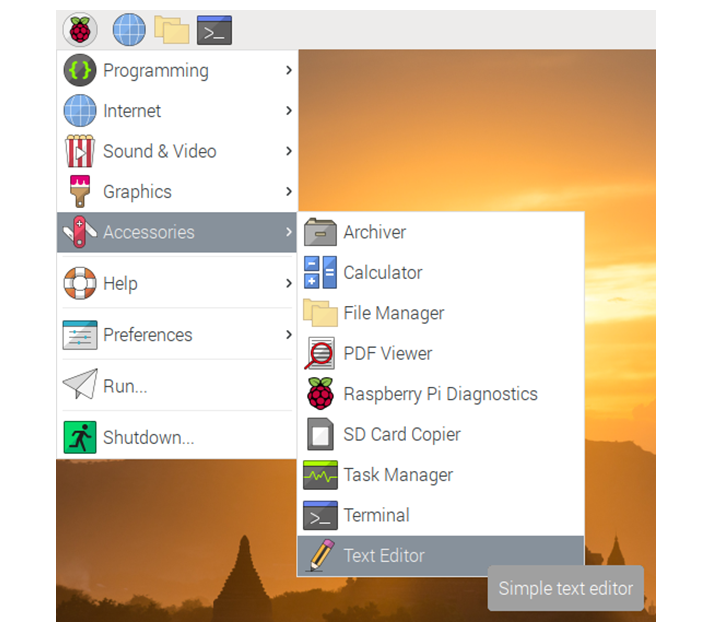 Programming
Internet
Sound & Video
Graphics
Accessories
Help
Preferences
Run...
Shutdown...
Archiver
Calculator
File Manager
PDF Viewer
Raspberry Pi Diagnostics
SD Card Copier
Task Manager
Terminal
Text Editor
Simple text editor